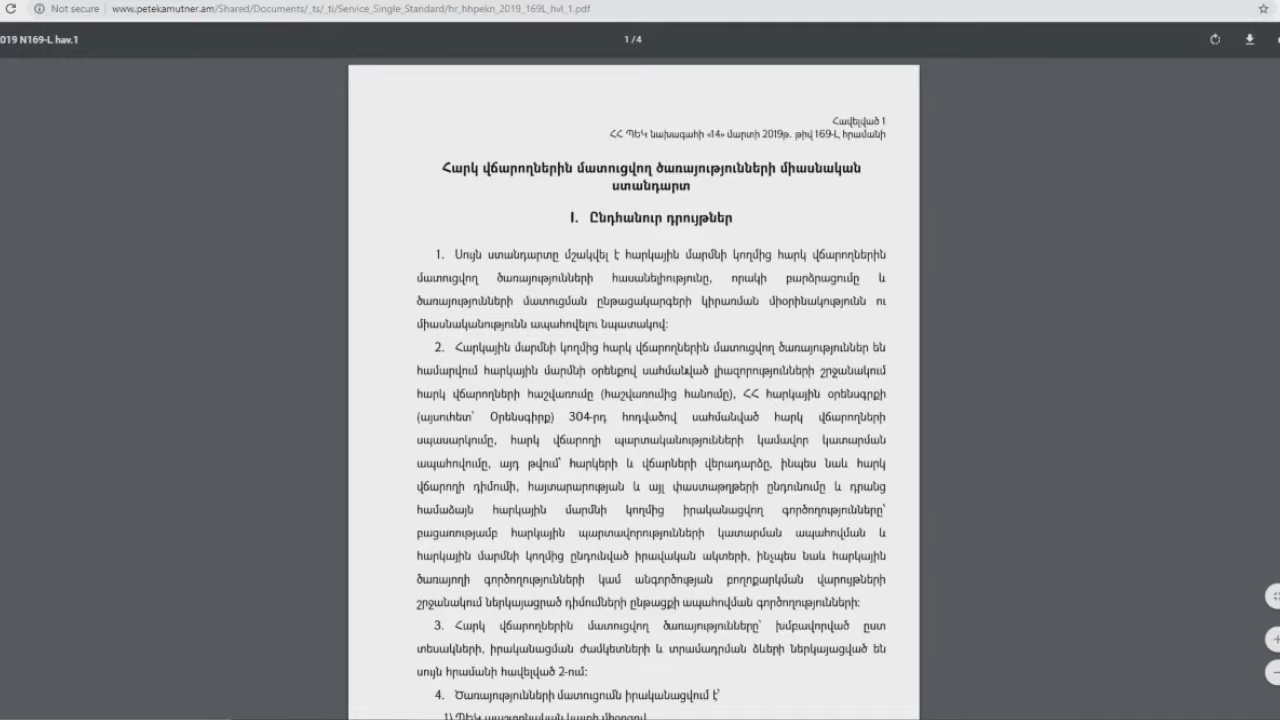 Not secure www.petekamutner.am/Shared/Documents/_ts/_ti/Service_Single_Standard/hr_hhpekn_2019_169L_hvl_1.pdf
019 N169-L hav.1
1 / 4
Հավելված 1
ՀՀ ՊԵԿ նախագահի «14» մարտի 2019թ. թիվ 169-Լ հրամանի
Հարկ վճարողներին մատուցվող ծառայությունների միասնական
ստանդարտ
I. Ընդհանուր դրույթներ
1. Սույն ստանդարտը մշակվել է հարկային մարմնի կողմից հարկ վճարողներին
մատուցվող ծառայությունների հասանելիությունը, որակի բարձրացումը և
ծառայությունների մատուցման ընթացակարգերի կիրառման միօրինակությունն ու
միասնականությունն ապահովելու նպատակով:
2. Հարկային մարմնի կողմից հարկ վճարողներին մատուցվող ծառայություններ են
համարվում հարկային մարմնի օրենքով սահմանված լիազորությունների շրջանակում
հարկ վճարողների հաշվառումը (հաշվառումից հանումը), ՀՀ հարկային օրենսգրքի
(այսուհետ՝ Օրենսգիրք) 304-րդ հոդվածով սահմանված հարկ վճարողների
սպասարկումը, հարկ վճարողի պարտականությունների կամավոր կատարման
ապահովումը, այդ թվում՝ հարկերի և վճարների վերադարձը, ինպես նաև հարկ
վճարողի դիմումի, հայտարարության և այլ փաստաթղթերի ընդունումը և դրանց
համաձայն հարկային մարմնի կողմից իրականացվող գործողությունները՝
բացառությամբ հարկային պարտավորությունների կատարման ապահովման և
հարկային մարմնի կողմից ընդունված իրավական ակտերի, ինչպես նաև հարկային
ծառայողի գործողությունների կամ անգործության բողոքարկման վարույթների
շրջանակում ներկայացրած դիմումների ընթացքի ապահովման գործողությունների:
3. Հարկ վճարողներին մատուցվող ծառայությունները՝ խմբավորված ըստ
տեսակների, իրականացման ժամկետների և տրամադրման ձևերի ներկայացված են
սույն հրամանի հավելված 2-ում:
4. Ծառայությունների մատուցումն իրականացվում է՝
1) ՊԵԿ պաշտոնական կայքի միջոցով